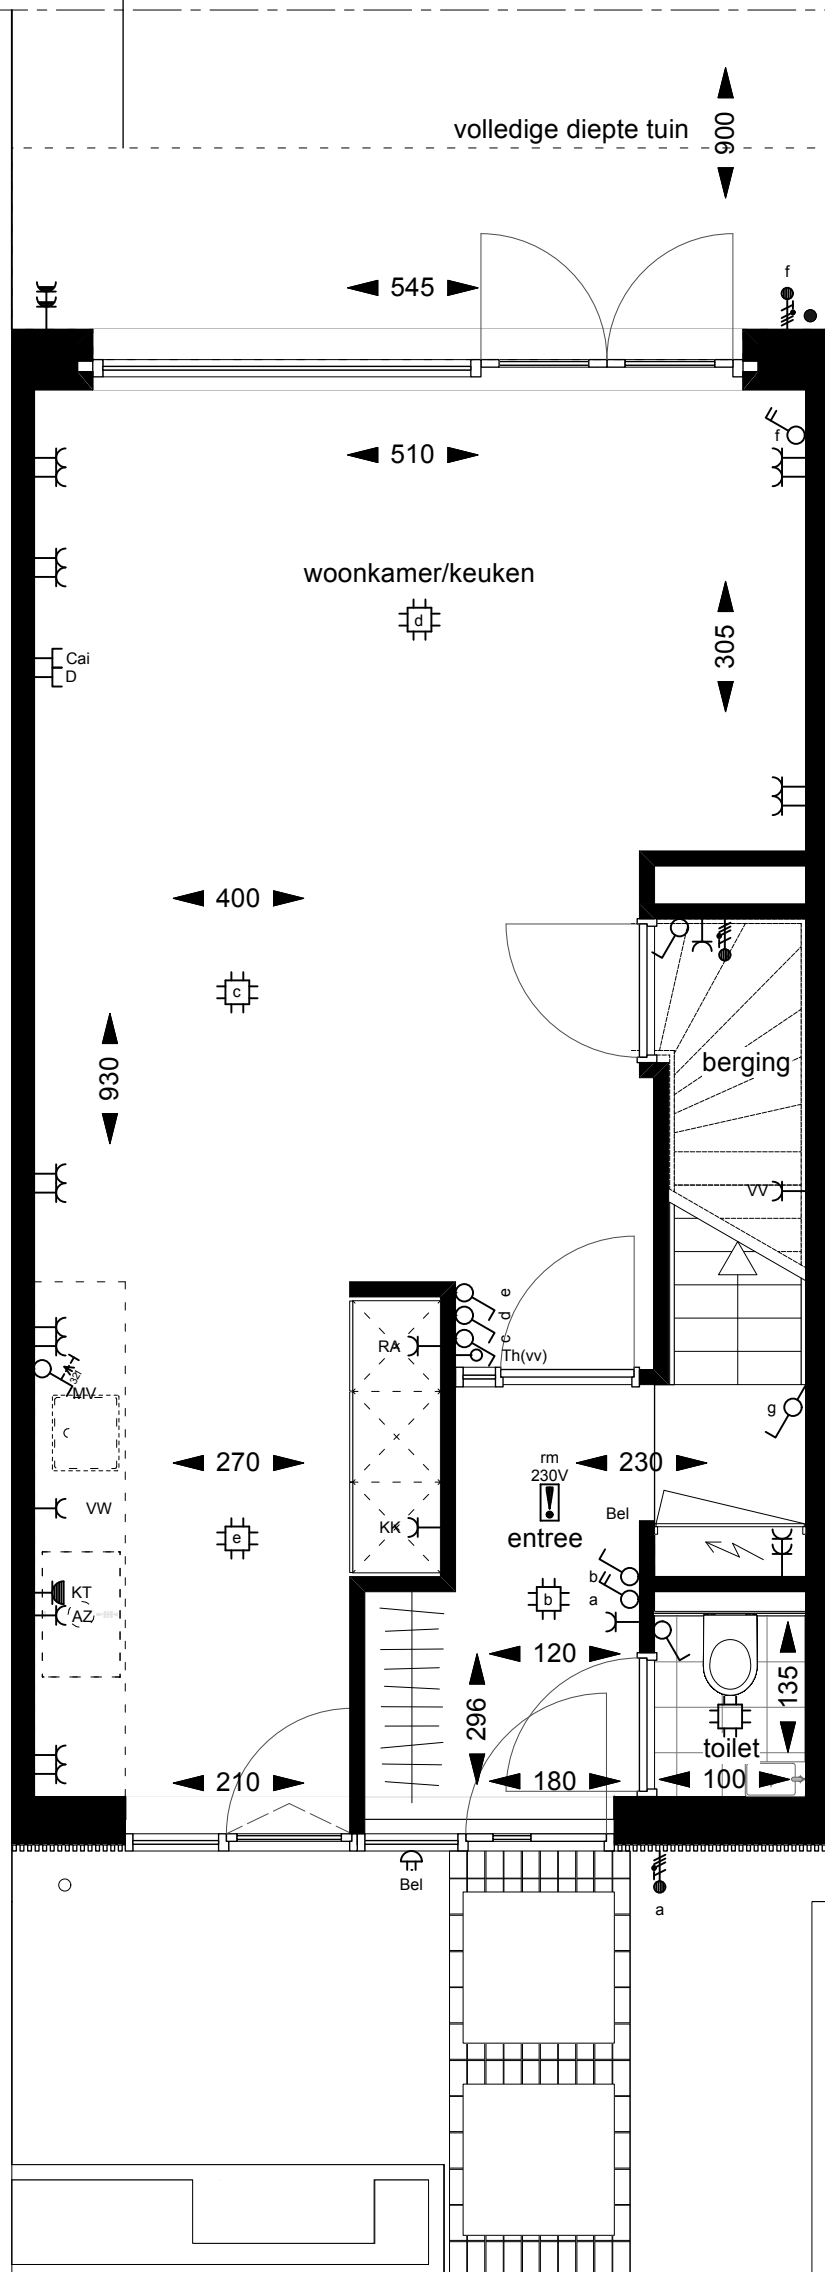 volledige diepte tuin
900
545
f
f
510
woonkamer/keuken
d
305
Cai
D
400
c
930
berging
VV
e
d
c
Th(vv)
RA
321
MV
g
270
rm
230V
230
VW
KK
e
entree
Bel
b
a
b
KT
AZ
120
135
296
toilet
210
180
100
Bel
a